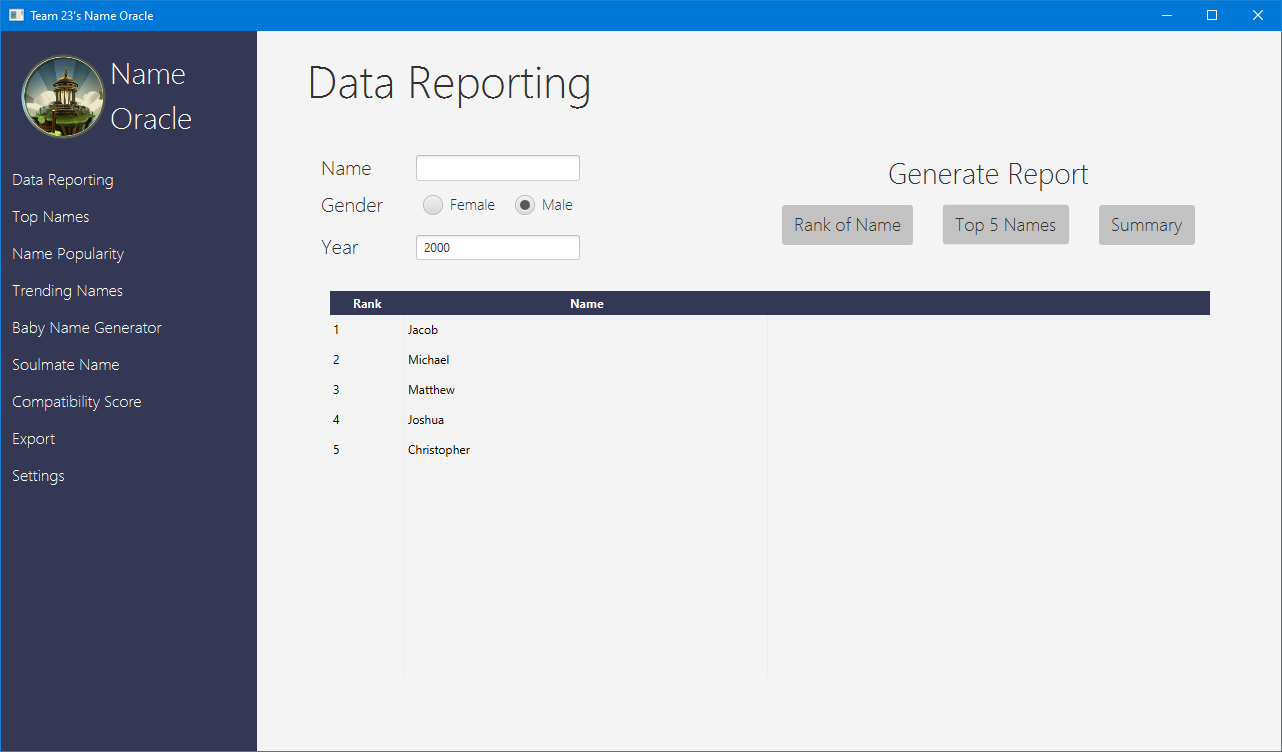 Team 23's Name Oracle
Name
Oracle
Data Reporting
Top Names
Name Popularity
Trending Names
Baby Name Generator
Soulmate Name
Compatibility Score
Export
Settings
Data Reporting
Name
Gender Female Male
Year 2000
Generate Report
Rank of Name Top 5 Names Summary
Rank Name
1 Jacob
2 Michael
3 Matthew
4 Joshua
5 Christopher